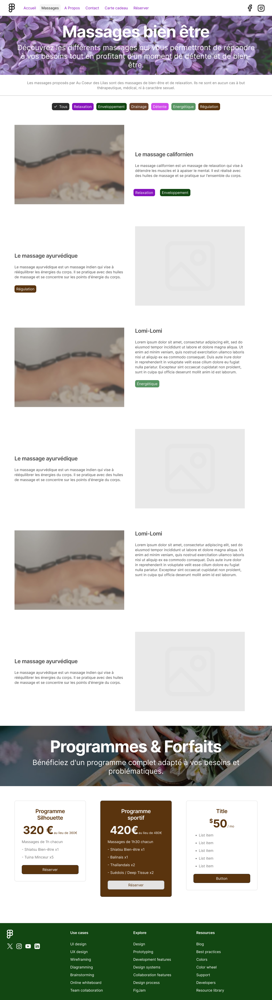 Accueil Massages A Propos Contact Carte cadeau Réserver
Massages bien être
Découvrez les différents massages qui vous permettront de répondre
à vos besoins tout en profitant d'un moment de détente et de bien-
être.
Les massages proposés par Au Coeur des Lilas sont des massages de bien-être et de relaxation. Ils ne sont en aucun cas à but
thérapeutique, médical, ni à caractère sexuel.
Tous Relaxation Enveloppement Drainage Détente Energétique Régulation
Le massage californien
Le massage californien est un massage de relaxation qui vise à
détendre les muscles et à apaiser le mental. Il est réalisé avec
des huiles de massage et se pratique sur l'ensemble du corps.
Relaxation Enveloppement
Le massage ayurvédique
Le massage ayurvédique est un massage indien qui vise à
rééquilibrer les énergies du corps. Il se pratique avec des huiles
de massage et se concentre sur les points d'énergie du corps.
Régulation
Lomi-Lomi
Lorem ipsum dolor sit amet, consectetur adipiscing elit, sed do
eiusmod tempor incididunt ut labore et dolore magna aliqua. Ut
enim ad minim veniam, quis nostrud exercitation ullamco laboris
nisi ut aliquip ex ea commodo consequat. Duis aute irure dolor
in reprehenderit in voluptate velit esse cillum dolore eu fugiat
nulla pariatur. Excepteur sint occaecat cupidatat non proident,
sunt in culpa qui officia deserunt mollit anim id est laborum.
Énergétique
Le massage ayurvédique
Le massage ayurvédique est un massage indien qui vise à
rééquilibrer les énergies du corps. Il se pratique avec des huiles
de massage et se concentre sur les points d'énergie du corps.
Lomi-Lomi
Lorem ipsum dolor sit amet, consectetur adipiscing elit, sed do
eiusmod tempor incididunt ut labore et dolore magna aliqua. Ut
enim ad minim veniam, quis nostrud exercitation ullamco laboris
nisi ut aliquip ex ea commodo consequat. Duis aute irure dolor
in reprehenderit in voluptate velit esse cillum dolore eu fugiat
nulla pariatur. Excepteur sint occaecat cupidatat non proident,
sunt in culpa qui officia deserunt mollit anim id est laborum.
Le massage ayurvédique
Le massage ayurvédique est un massage indien qui vise à
rééquilibrer les énergies du corps. Il se pratique avec des huiles
de massage et se concentre sur les points d'énergie du corps.
Programmes & Forfaits
Bénéficiez d'un programme complet adapté à vos besoins et
problématiques.
Programme
Silhouette
320 € au lieu de 360€
Massages de 1h chacun
- Shiatsu Bien-être x1
- Tuina Minceur x5
Réserver
Programme
sportif
420€ au lieu de 480€
Massages de 1h30 chacun
- Shiatsu Bien-être x1
- Balinais x1
- Thaïlandais x2
- Suédois / Deep Tissue x2
Réserver
Title
$50 / mo
• List item
• List item
• List item
• List item
• List item
Button
Use cases
UI design
UX design
Wireframing
Diagramming
Brainstorming
Online whiteboard
Team collaboration
Explore
Design
Prototyping
Development features
Design systems
Collaboration features
Design process
FigJam
Resources
Blog
Best practices
Colors
Color wheel
Support
Developers
Resource library